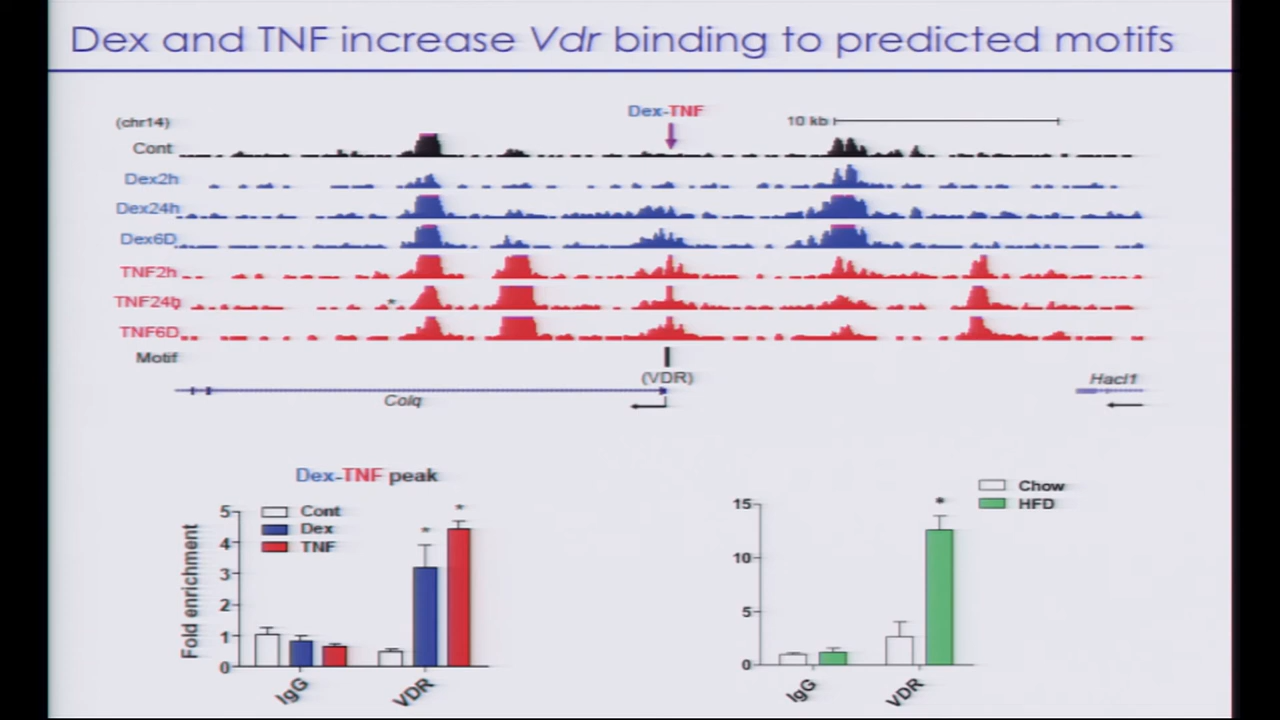 Dex and TNF increase Vdr binding to predicted motifs
Dex-TNF
(chr14)
10 kb
Cont
Dex2h
Dex24h
Dex6D
TNF2h
*
TNF24h
TNF6D
Motif
(VDR)
Colq
Hacl1
Dex-TNF peak
Fold enrichment
5
4
3
2
1
0
Cont
Dex
TNF
*
*
IgG
VDR
15
10
5
0
*
Chow
HFD
IgG
VDR